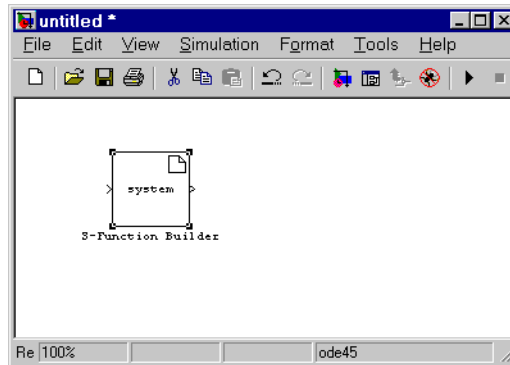 untitled *
File Edit View Simulation Format Tools Help
system
S-Function Builder
Re 100% ode45